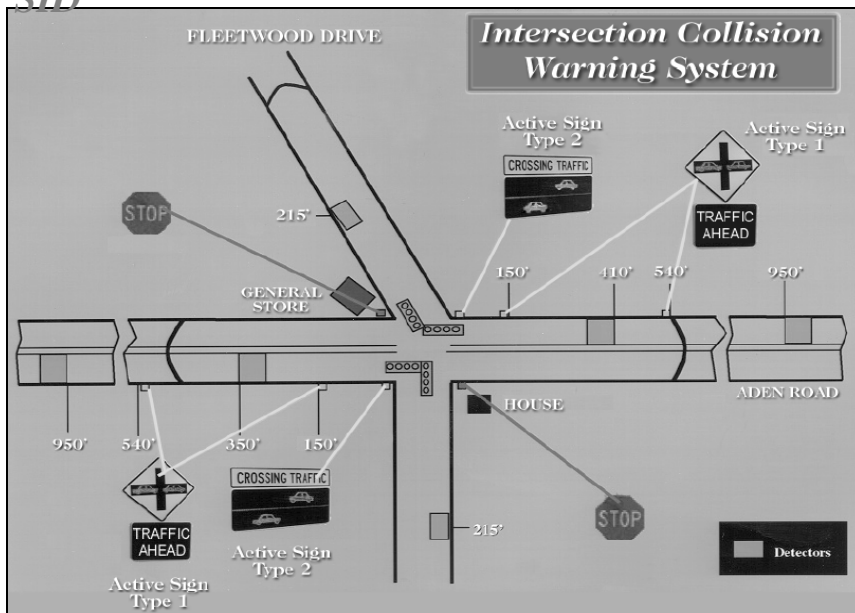 SID
FLEETWOOD DRIVE
Intersection Collision
Warning System
Active Sign
Type 2
Active Sign
Type 1
CROSSING TRAFFIC
STOP
TRAFFIC
AHEAD
215'
GENERAL
STORE
150'
410'
540'
950'
ADEN ROAD
HOUSE
950'
540'
350'
150'
CROSSING TRAFFIC
TRAFFIC
AHEAD
Active Sign
Type 2
Active Sign
Type 1
215'
STOP
Detectors